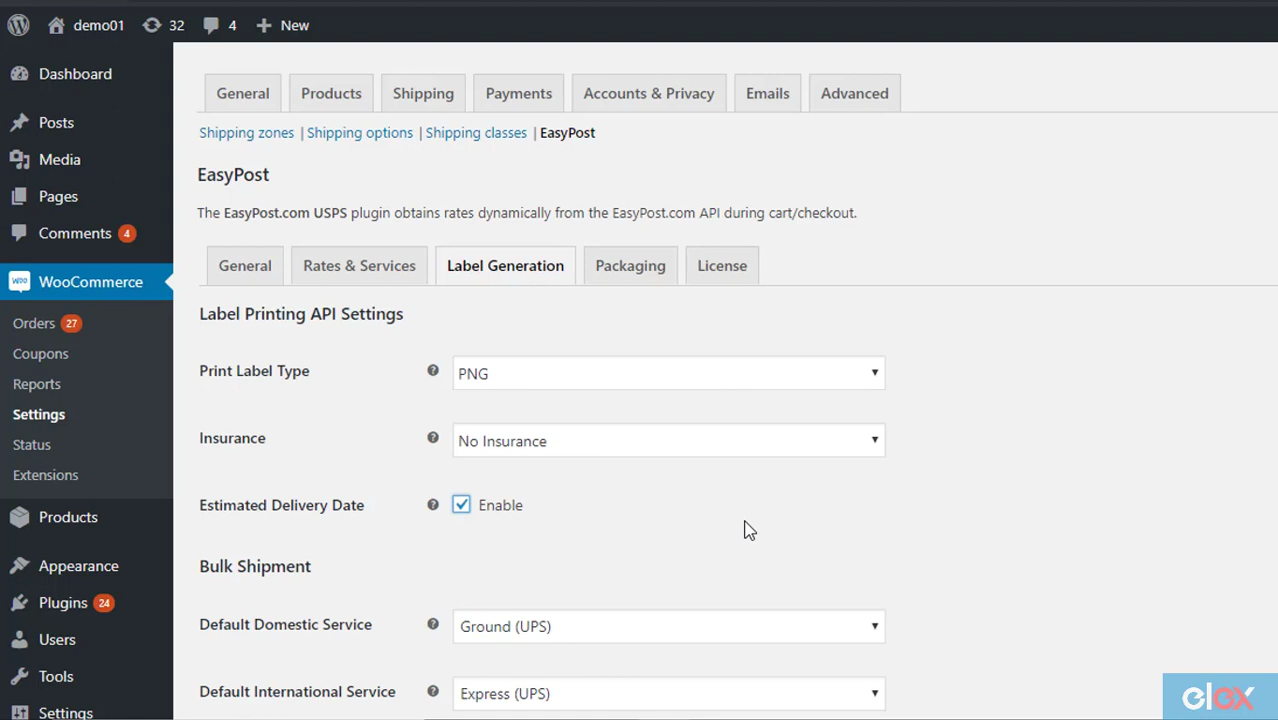 demo01 32 4 New
Dashboard
Posts
Media
Pages
Comments 4
WooCommerce
Orders 27
Coupons
Reports
Settings
Status
Extensions
Products
Appearance
Plugins 24
Users
Tools
Settings
General Products Shipping Payments Accounts & Privacy Emails Advanced
Shipping zones | Shipping options | Shipping classes | EasyPost
EasyPost
The EasyPost.com USPS plugin obtains rates dynamically from the EasyPost.com API during cart/checkout.
General Rates & Services Label Generation Packaging License
Label Printing API Settings
Print Label Type PNG
Insurance No Insurance
Estimated Delivery Date Enable
Bulk Shipment
Default Domestic Service Ground (UPS)
Default International Service Express (UPS)
elex